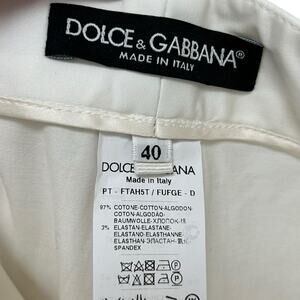 DOLCE & GABBANA®
MADE IN ITALY
40
DOLCE GABBANA
Made in Italy
PT - FTAH5T / FUFGE - D
97% COTONE-COTTON-ALGODON-
COTON-ALGODÃO-
BAUMWOLLE-ХЛОПОК-棉
3% ELASTAN-ELASTANE-
ELASTANO-ELASTHANNE-
ELASTHAN-ЭЛАСТАН-
SPANDEX